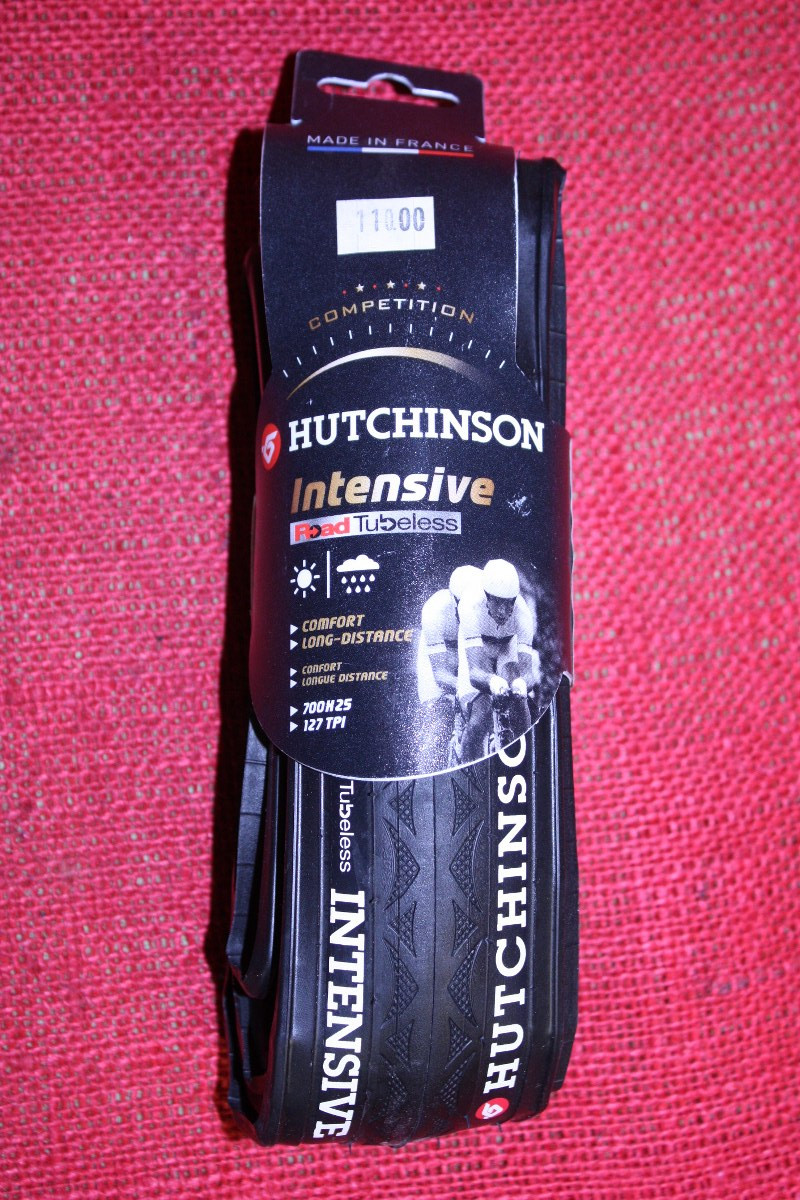 MADE IN FRANCE
110.00
COMPETITION
HUTCHINSON
Intensive
Road Tubeless
COMFORT
LONG-DISTANCE
CONFORT
LONGUE DISTANCE
700X25
127 TPI
Tubeless
INTENSIVE
HUTCHINSO